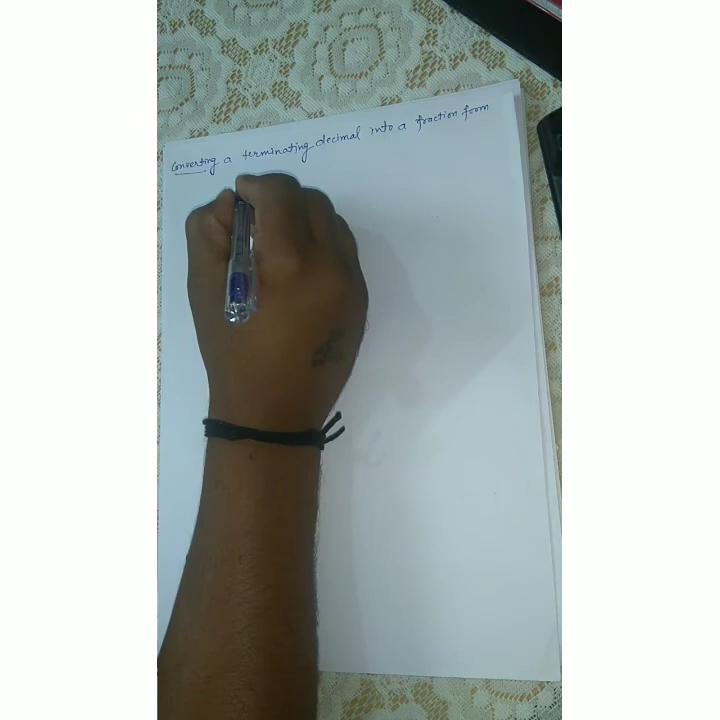 Converting a terminating decimal into a fraction form